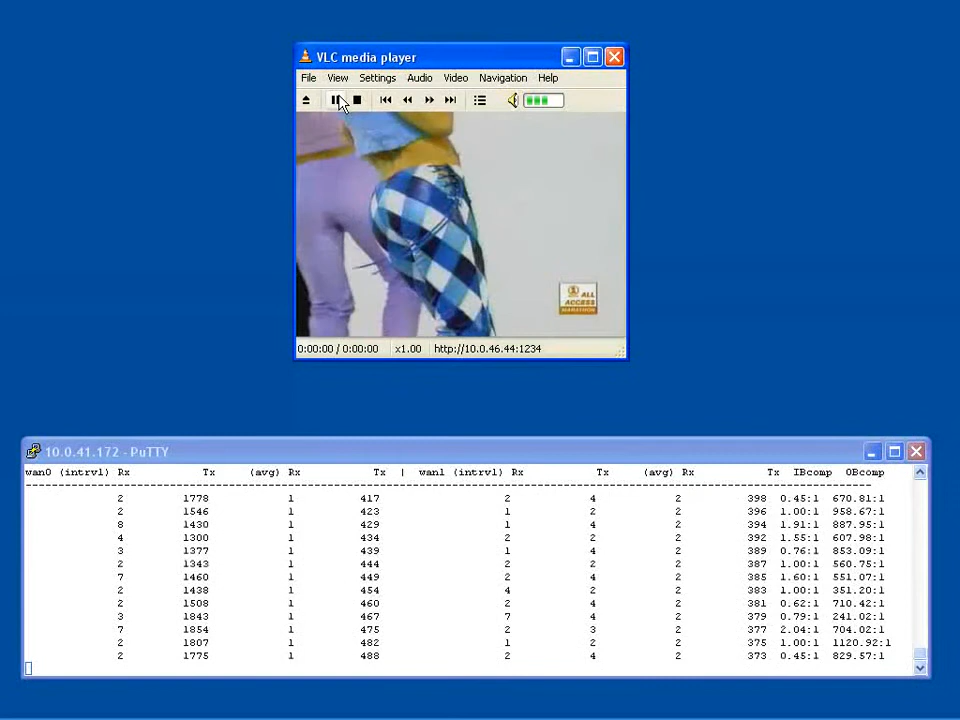 VLC media player
File View Settings Audio Video Navigation Help
ALL
ACCESS
0:00:00 / 0:00:00 x1.00 http://10.0.46.44:1234
10.0.41.172 - PuTTY
wan0 (intrvl) Rx Tx (avg) Rx Tx | wan1 (intrvl) Rx Tx (avg) Rx Tx IBcomp OBcomp
2 1778 1 417 2 4 2 398 0.45:1 670.81:1
2 1546 1 423 1 2 2 396 1.00:1 958.67:1
8 1430 1 429 1 4 2 394 1.91:1 887.95:1
4 1300 1 434 2 2 2 392 1.55:1 607.98:1
3 1377 1 439 1 4 2 389 0.76:1 853.09:1
2 1343 1 444 2 2 2 387 1.00:1 560.75:1
7 1460 1 449 2 4 2 385 1.60:1 551.07:1
2 1438 1 454 4 2 2 383 1.00:1 351.20:1
2 1508 1 460 2 4 2 381 0.62:1 710.42:1
3 1843 1 467 7 4 2 379 0.79:1 241.02:1
7 1854 1 475 2 3 2 377 2.04:1 704.02:1
2 1807 1 482 1 2 2 375 1.00:1 1120.92:1
2 1775 1 488 2 4 2 373 0.45:1 829.57:1